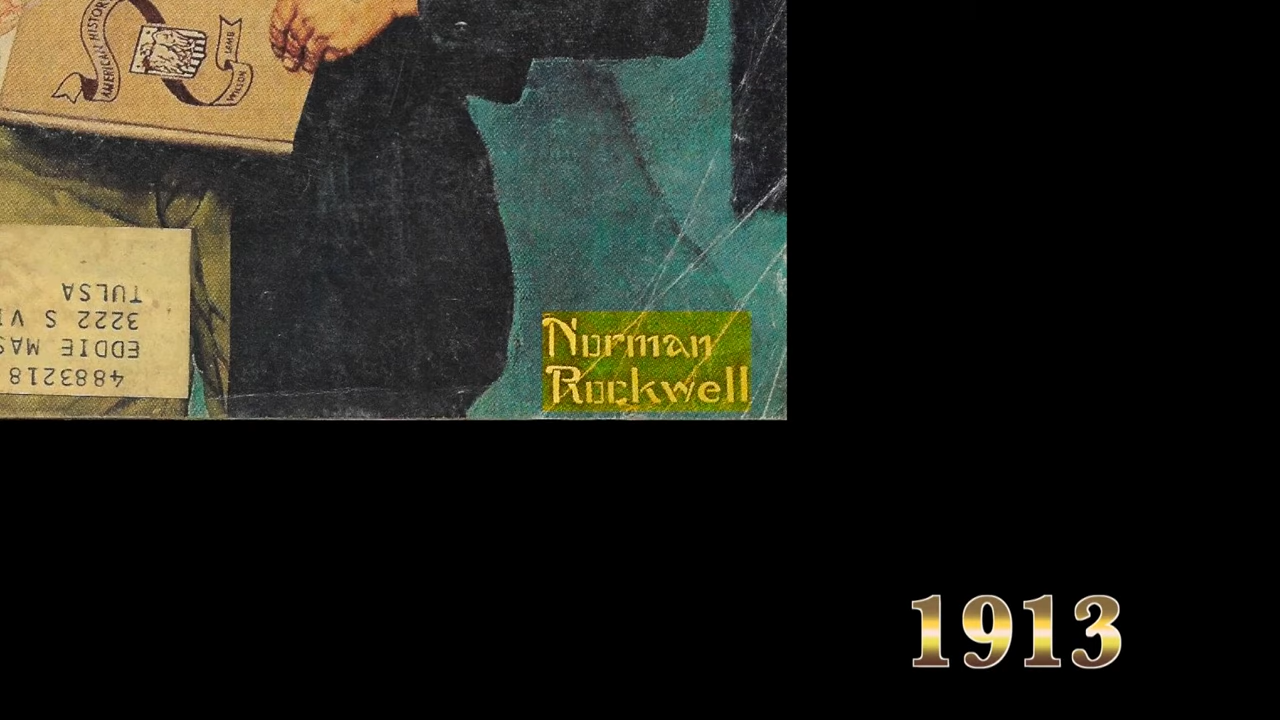 AMERICAN HISTORY
WILSON LAMB
TULSA
3222 S V
EDDIE MAS
4883218
Norman
Rockwell
1913